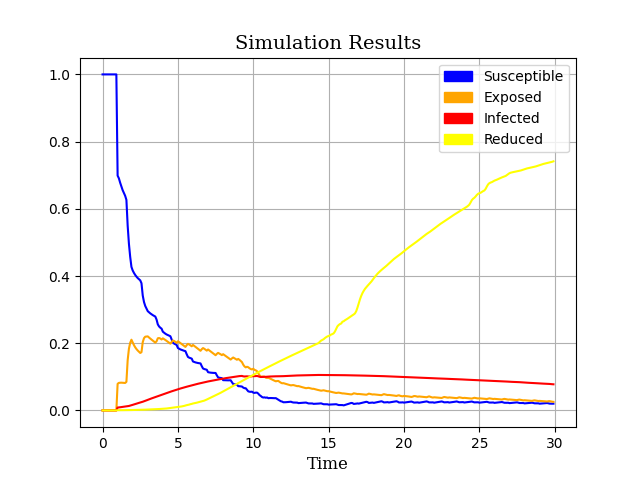 Simulation Results
1.0
0.8
0.6
0.4
0.2
0.0
Susceptible
Exposed
Infected
Reduced
0 5 10 15 20 25 30
Time